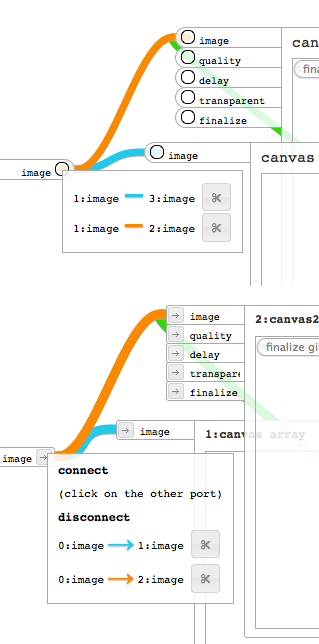 image
can
quality
fina
delay
transparent
finalize
image
canvas
image
1:image 3:image
1:image 2:image
image
quality
2:canvas2
delay
finalize gi
transpar
finalize
image
1:canvas array
image
connect
(click on the other port)
disconnect
0:image 1:image
0:image 2:image